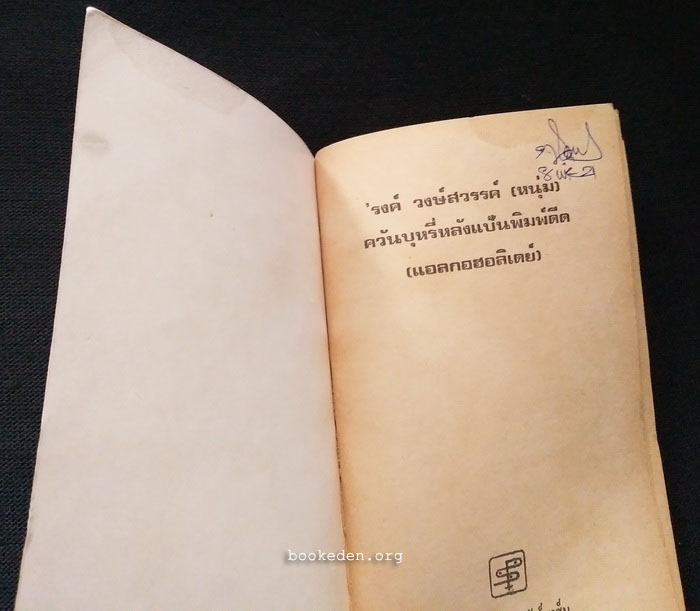 'รงค์ วงษ์สวรรค์ (หนุ่ม)
ควันบุหรี่หลังแป้นพิมพ์ดีด
(แอลกอฮอลิเดย์)
bookeden.org